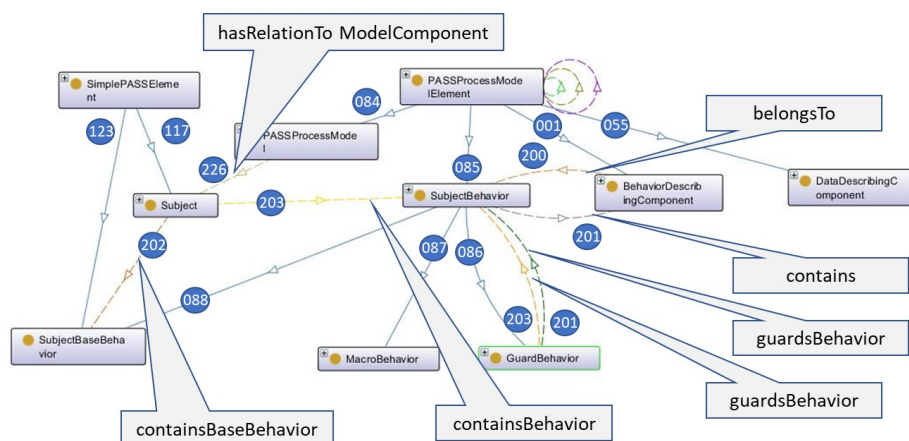 hasRelationTo ModelComponent
SimplePASSEleme
nt
PASSProcessMode
lElement
084
123
117
PASSProcessMode
l
001
055
belongsTo
226
200
085
Subject
203
SubjectBehavior
BehaviorDescrib
ingComponent
DataDescribingC
omponent
202
087
086
201
contains
088
203
201
guardsBehavior
SubjectBaseBeha
vior
MacroBehavior
GuardBehavior
guardsBehavior
containsBaseBehavior
containsBehavior